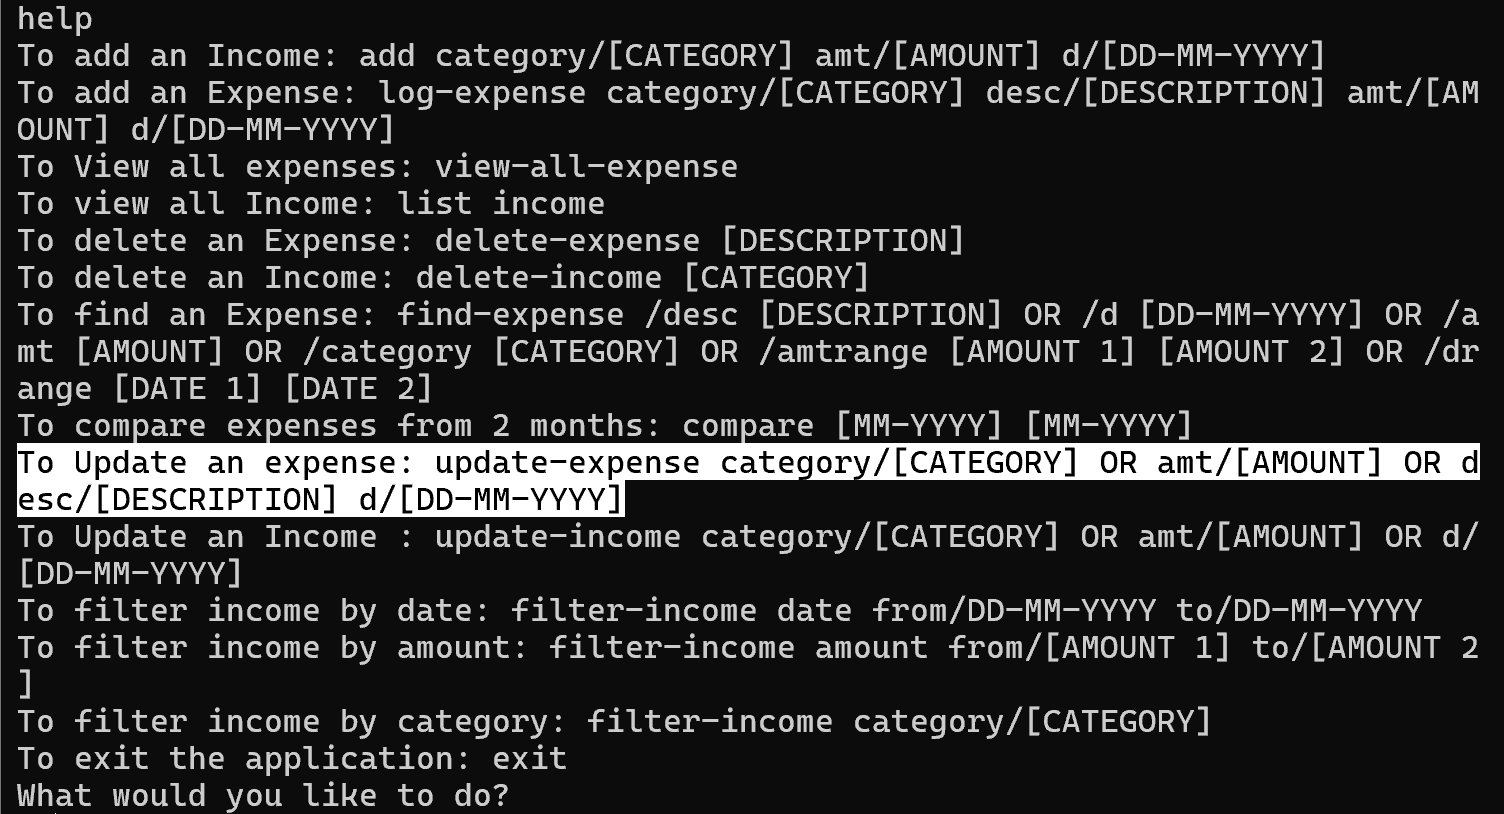 help
To add an Income: add category/[CATEGORY] amt/[AMOUNT] d/[DD-MM-YYYY]
To add an Expense: log-expense category/[CATEGORY] desc/[DESCRIPTION] amt/[AM
OUNT] d/[DD-MM-YYYY]
To View all expenses: view-all-expense
To view all Income: list income
To delete an Expense: delete-expense [DESCRIPTION]
To delete an Income: delete-income [CATEGORY]
To find an Expense: find-expense /desc [DESCRIPTION] OR /d [DD-MM-YYYY] OR /a
mt [AMOUNT] OR /category [CATEGORY] OR /amtrange [AMOUNT 1] [AMOUNT 2] OR /dr
ange [DATE 1] [DATE 2]
To compare expenses from 2 months: compare [MM-YYYY] [MM-YYYY]
To Update an expense: update-expense category/[CATEGORY] OR amt/[AMOUNT] OR d
esc/[DESCRIPTION] d/[DD-MM-YYYY]
To Update an Income : update-income category/[CATEGORY] OR amt/[AMOUNT] OR d/
[DD-MM-YYYY]
To filter income by date: filter-income date from/DD-MM-YYYY to/DD-MM-YYYY
To filter income by amount: filter-income amount from/[AMOUNT 1] to/[AMOUNT 2
]
To filter income by category: filter-income category/[CATEGORY]
To exit the application: exit
What would you like to do?